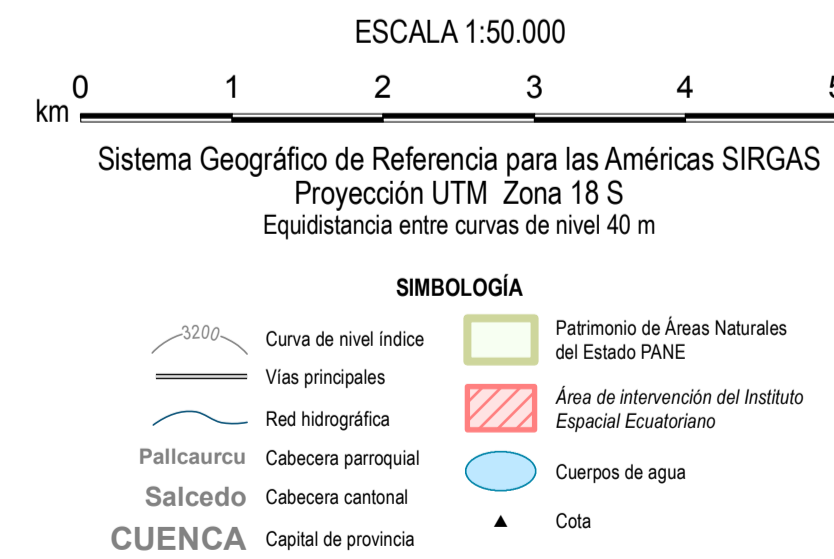 ESCALA 1:50.000
0 1 2 3 4
km
Sistema Geográfico de Referencia para las Américas SIRGAS
Proyección UTM Zona 18 S
Equidistancia entre curvas de nivel 40 m
SIMBOLOGÍA
3200
Curva de nivel índice
Vías principales
Red hidrográfica
Pallcaurcu Cabecera parroquial
Salcedo Cabecera cantonal
CUENCA Capital de provincia
Patrimonio de Áreas Naturales
del Estado PANE
Área de intervención del Instituto
Espacial Ecuatoriano
Cuerpos de agua
Cota